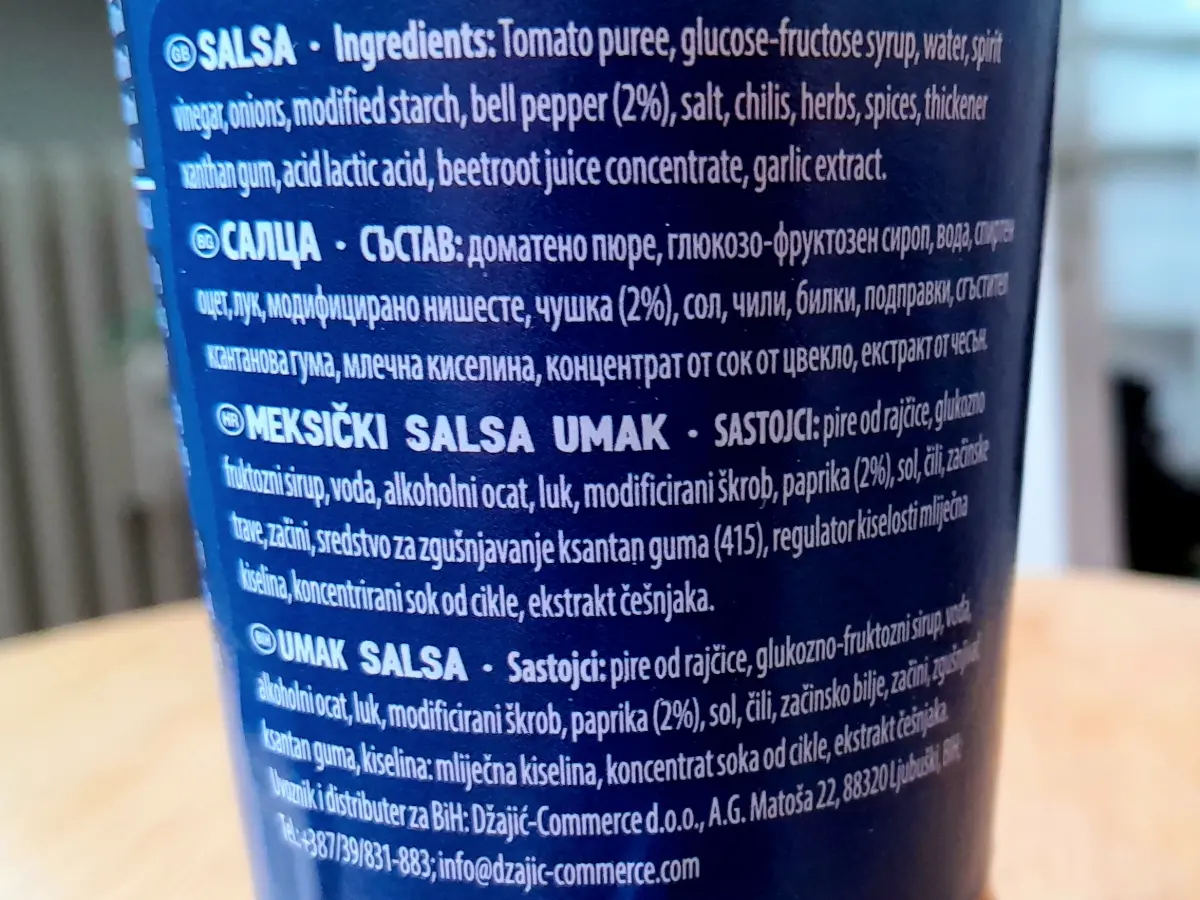 GB SALSA · Ingredients: Tomato puree, glucose-fructose syrup, water, spirit
vinegar, onions, modified starch, bell pepper (2%), salt, chilis, herbs, spices, thickener
xanthan gum, acid lactic acid, beetroot juice concentrate, garlic extract.
BG САЛЦА · СЪСТАВ: доматено пюре, глюкозо-фруктозен сироп, вода, спиртен
оцет, лук, модифицирано нишесте, чушка (2%), сол, чили, билки, подправки, сгъстител
ксантанова гума, млечна киселина, концентрат от сок от цвекло, екстракт от чесън.
HR MEKSIČKI SALSA UMAK · SASTOJCI: pire od rajčice, glukozno
fruktozni sirup, voda, alkoholni ocat, luk, modificirani škrob, paprika (2%), sol, čili, začinske
trave, začini, sredstvo za zgušnjavanje ksantan guma (415), regulator kiselosti mliječna
kiselina, koncentrirani sok od cikle, ekstrakt češnjaka.
BIH UMAK SALSA · Sastojci: pire od rajčice, glukozno-fruktozni sirup, voda,
alkoholni ocat, luk, modificirani škrob, paprika (2%), sol, čili, začinsko bilje, začini, zgušnjivač
ksantan guma, kiselina: mliječna kiselina, koncentrat soka od cikle, ekstrakt češnjaka.
Uvoznik i distributer za BiH: Džajić-Commerce d.o.o., A.G. Matoša 22, 88320 Ljubuški, BiH;
Tel.: +387/39/831-883; info@dzajic-commerce.com